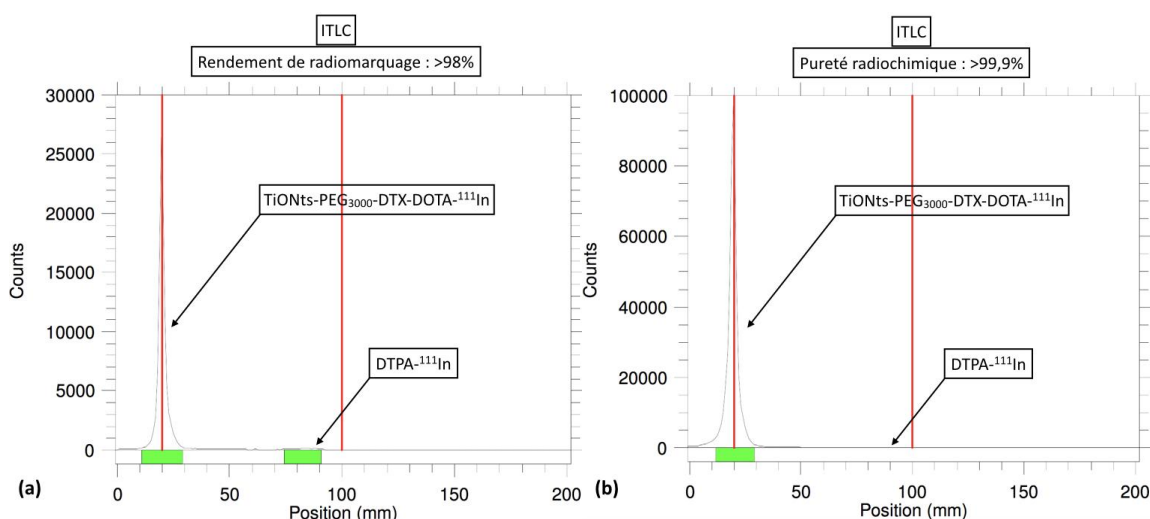 ITLC
Rendement de radiomarquage : >98%
30000
25000
20000
15000
10000
5000
0
Counts
TiONts-PEG₃₀₀₀-DTX-DOTA-¹¹¹In
DTPA-¹¹¹In
0 50 100 150 200
Position (mm)
(a)
ITLC
Pureté radiochimique : >99,9%
100000
80000
60000
40000
20000
0
Counts
TiONts-PEG₃₀₀₀-DTX-DOTA-¹¹¹In
DTPA-¹¹¹In
0 50 100 150 200
Position (mm)
(b)